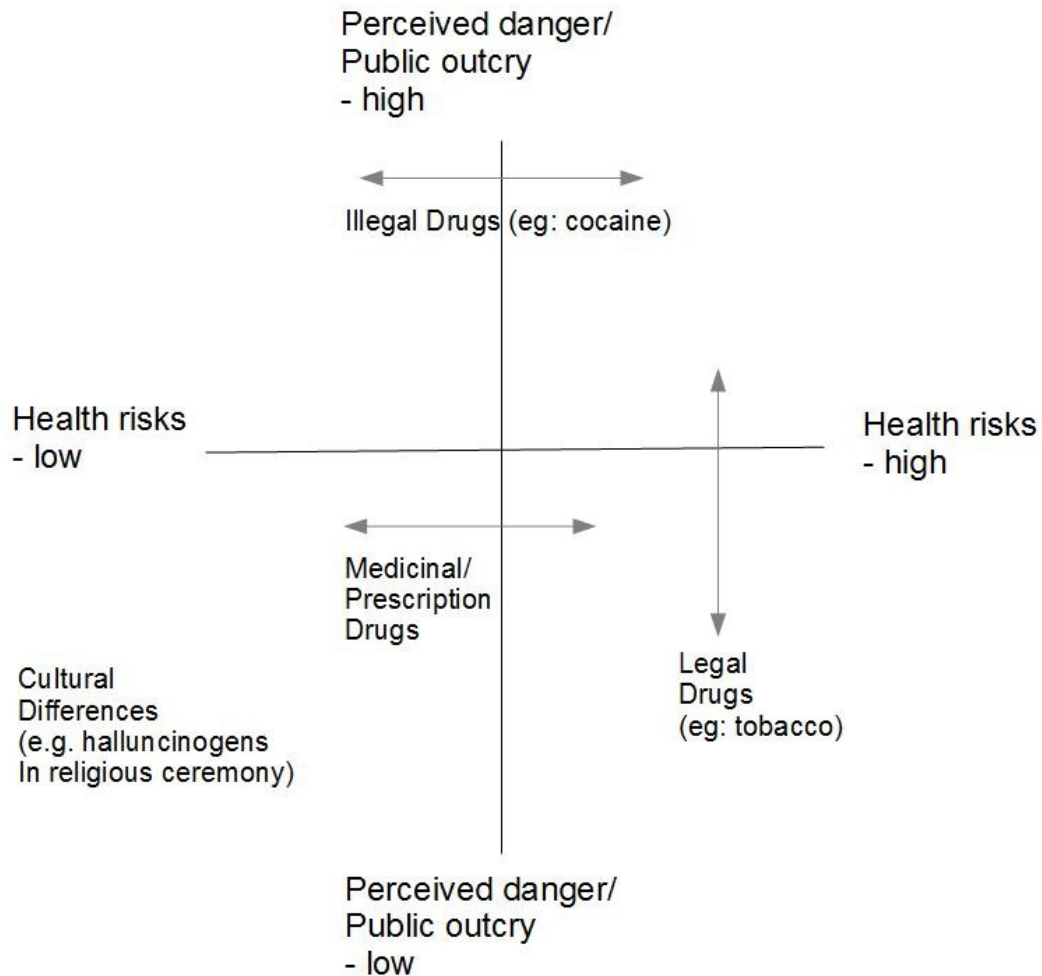 Perceived danger/
Public outcry
- high
Illegal Drugs (eg: cocaine)
Health risks
- low
Health risks
- high
Medicinal/
Prescription
Drugs
Cultural
Differences
(e.g. halluncinogens
In religious ceremony)
Legal
Drugs
(eg: tobacco)
Perceived danger/
Public outcry
- low